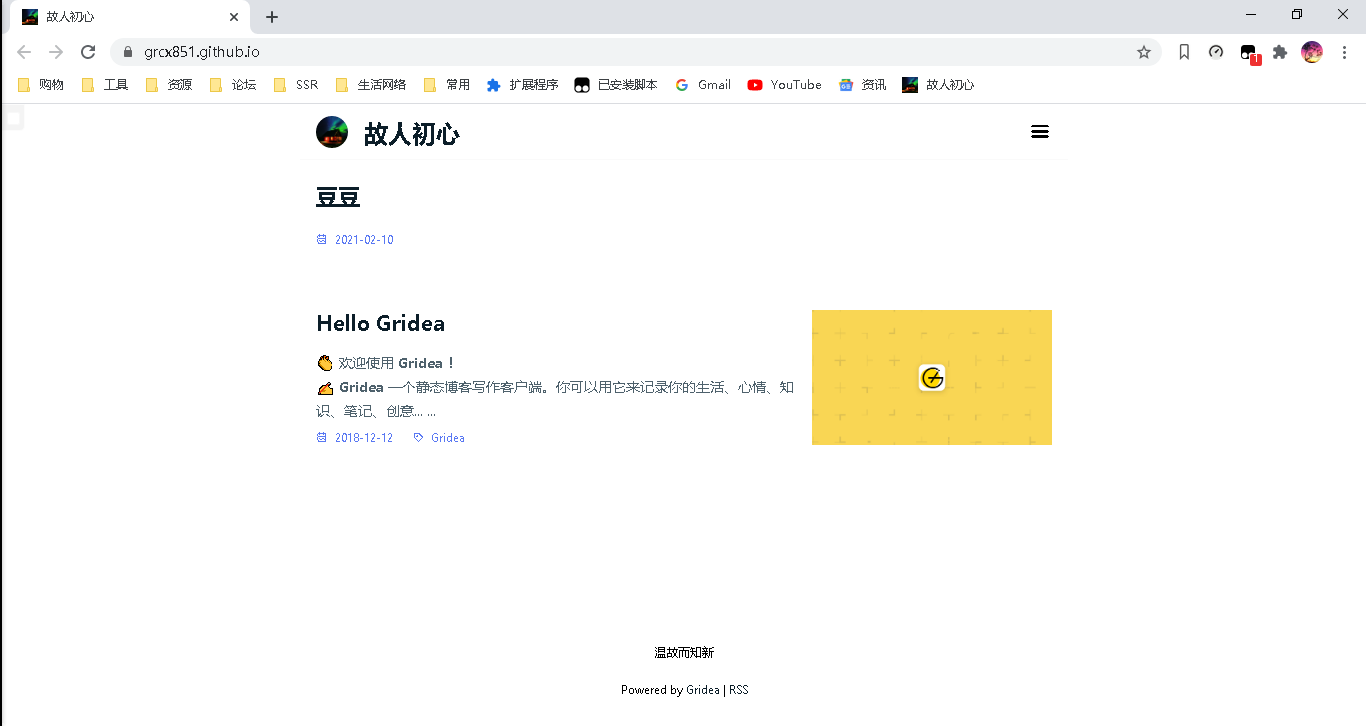 故人初心
grcx851.github.io
购物 工具 资源 论坛 SSR 生活网络 常用 扩展程序 已安装脚本 Gmail YouTube 资讯 故人初心
1
故人初心
豆豆
2021-02-10
Hello Gridea
👏 欢迎使用 Gridea ！
✍️ Gridea 一个静态博客写作客户端。你可以用它来记录你的生活、心情、知
识、笔记、创意... ...
2018-12-12 Gridea
温故而知新
Powered by Gridea | RSS